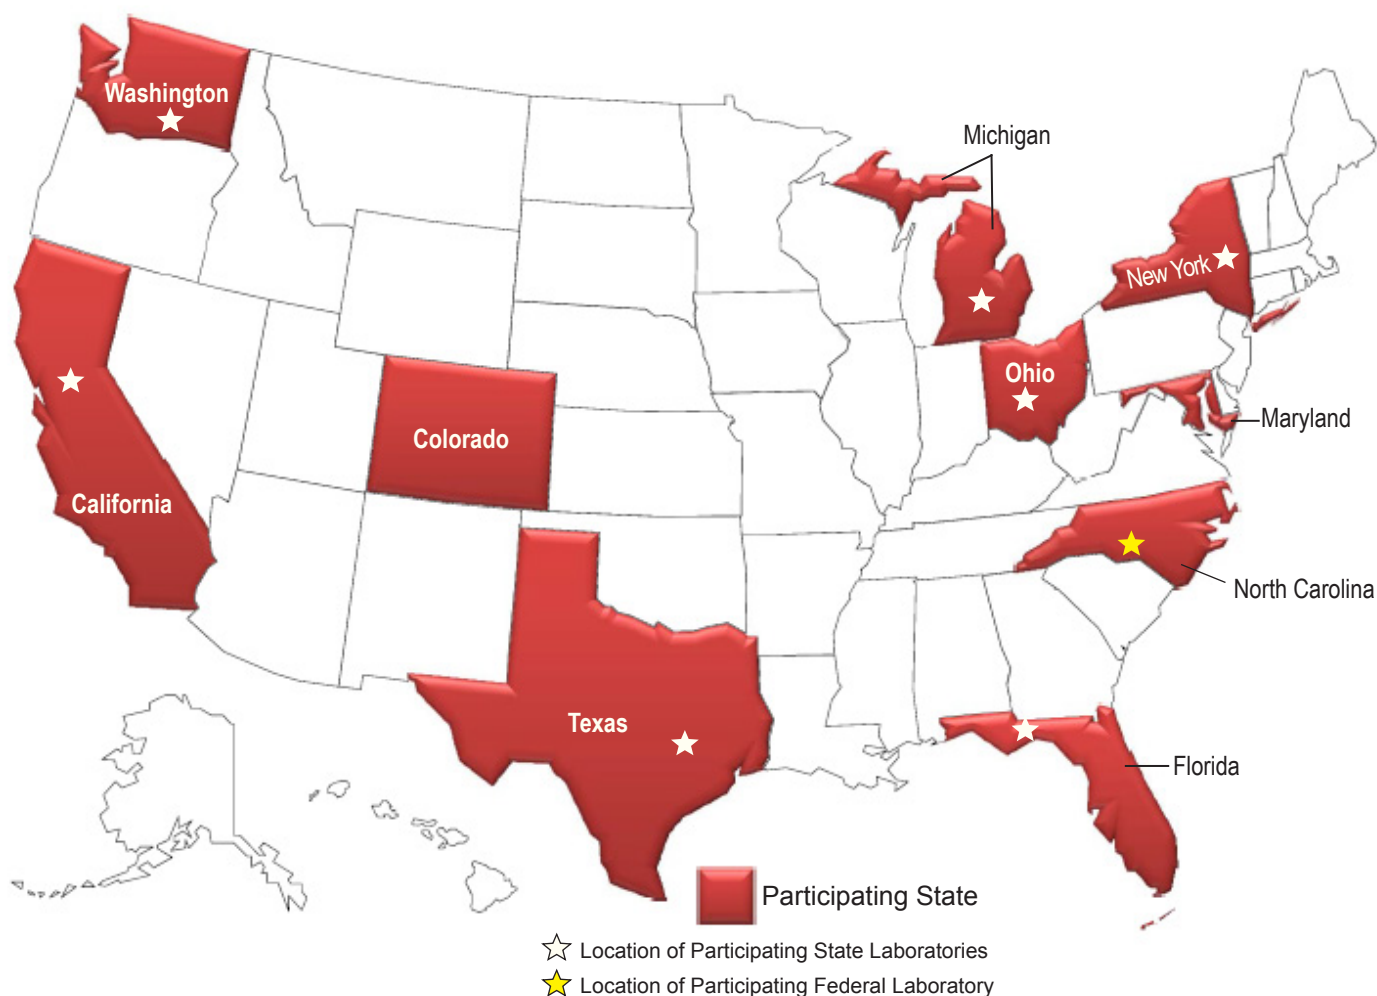 Washington
Michigan
New York
Ohio
Maryland
Colorado
California
North Carolina
Texas
Florida
Participating State
Location of Participating State Laboratories
Location of Participating Federal Laboratory